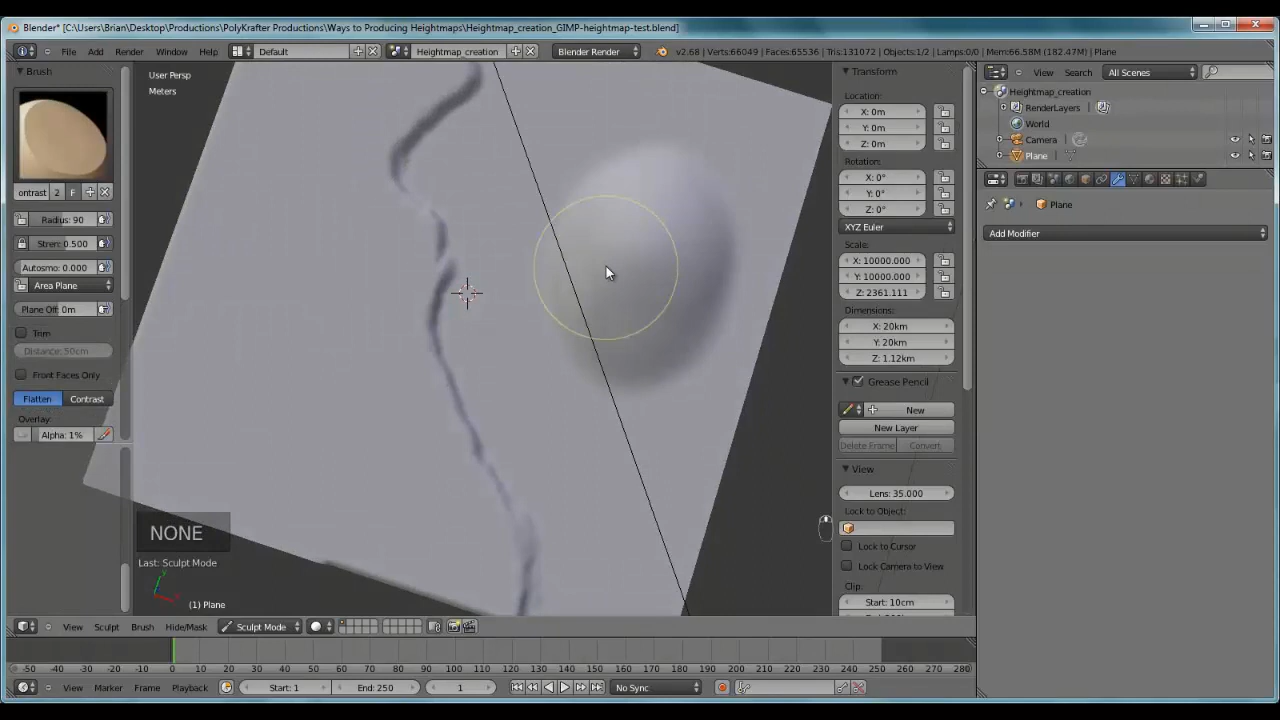 Blender* [C:\Users\Brian\Desktop\Productions\PolyKrafter Productions\Ways to Producing Heightmaps\Heightmap_creation_GIMP-heightmap-test.blend]
File Add Render Window Help Default Heightmap_creation Blender Render v2.68 | Verts:66049 | Faces:65536 | Tris:131072 | Objects:1/2 | Lamps:0/0 | Mem:66.58M (182.47M) | Plane
Brush
ontrast 2 F
Radius: 90
Stren: 0.500
Autosmo: 0.000
Area Plane
Plane Off: 0m
Trim
Distance: 50cm
Front Faces Only
Flatten Contrast
Overlay:
Alpha: 1%
User Persp
Meters
NONE
Last: Sculpt Mode
(1) Plane
Transform
Location:
X: 0m
Y: 0m
Z: 0m
Rotation:
X: 0°
Y: 0°
Z: 0°
XYZ Euler
Scale:
X: 10000.000
Y: 10000.000
Z: 2361.111
Dimensions:
X: 20km
Y: 20km
Z: 1.12km
Grease Pencil
New
New Layer
Delete Frame Convert
View
Lens: 35.000
Lock to Object:
Lock to Cursor
Lock Camera to View
Clip:
Start: 10cm
View Search All Scenes
Heightmap_creation
RenderLayers
World
Camera
Plane
Plane
Add Modifier
View Sculpt Brush Hide/Mask Sculpt Mode
-50 -40 -30 -20 -10 0 10 20 30 40 50 60 70 80 90 100 110 120 130 140 150 160 170 180 190 200 210 220 230 240 250 260 270 280
View Marker Frame Playback Start: 1 End: 250 1 No Sync